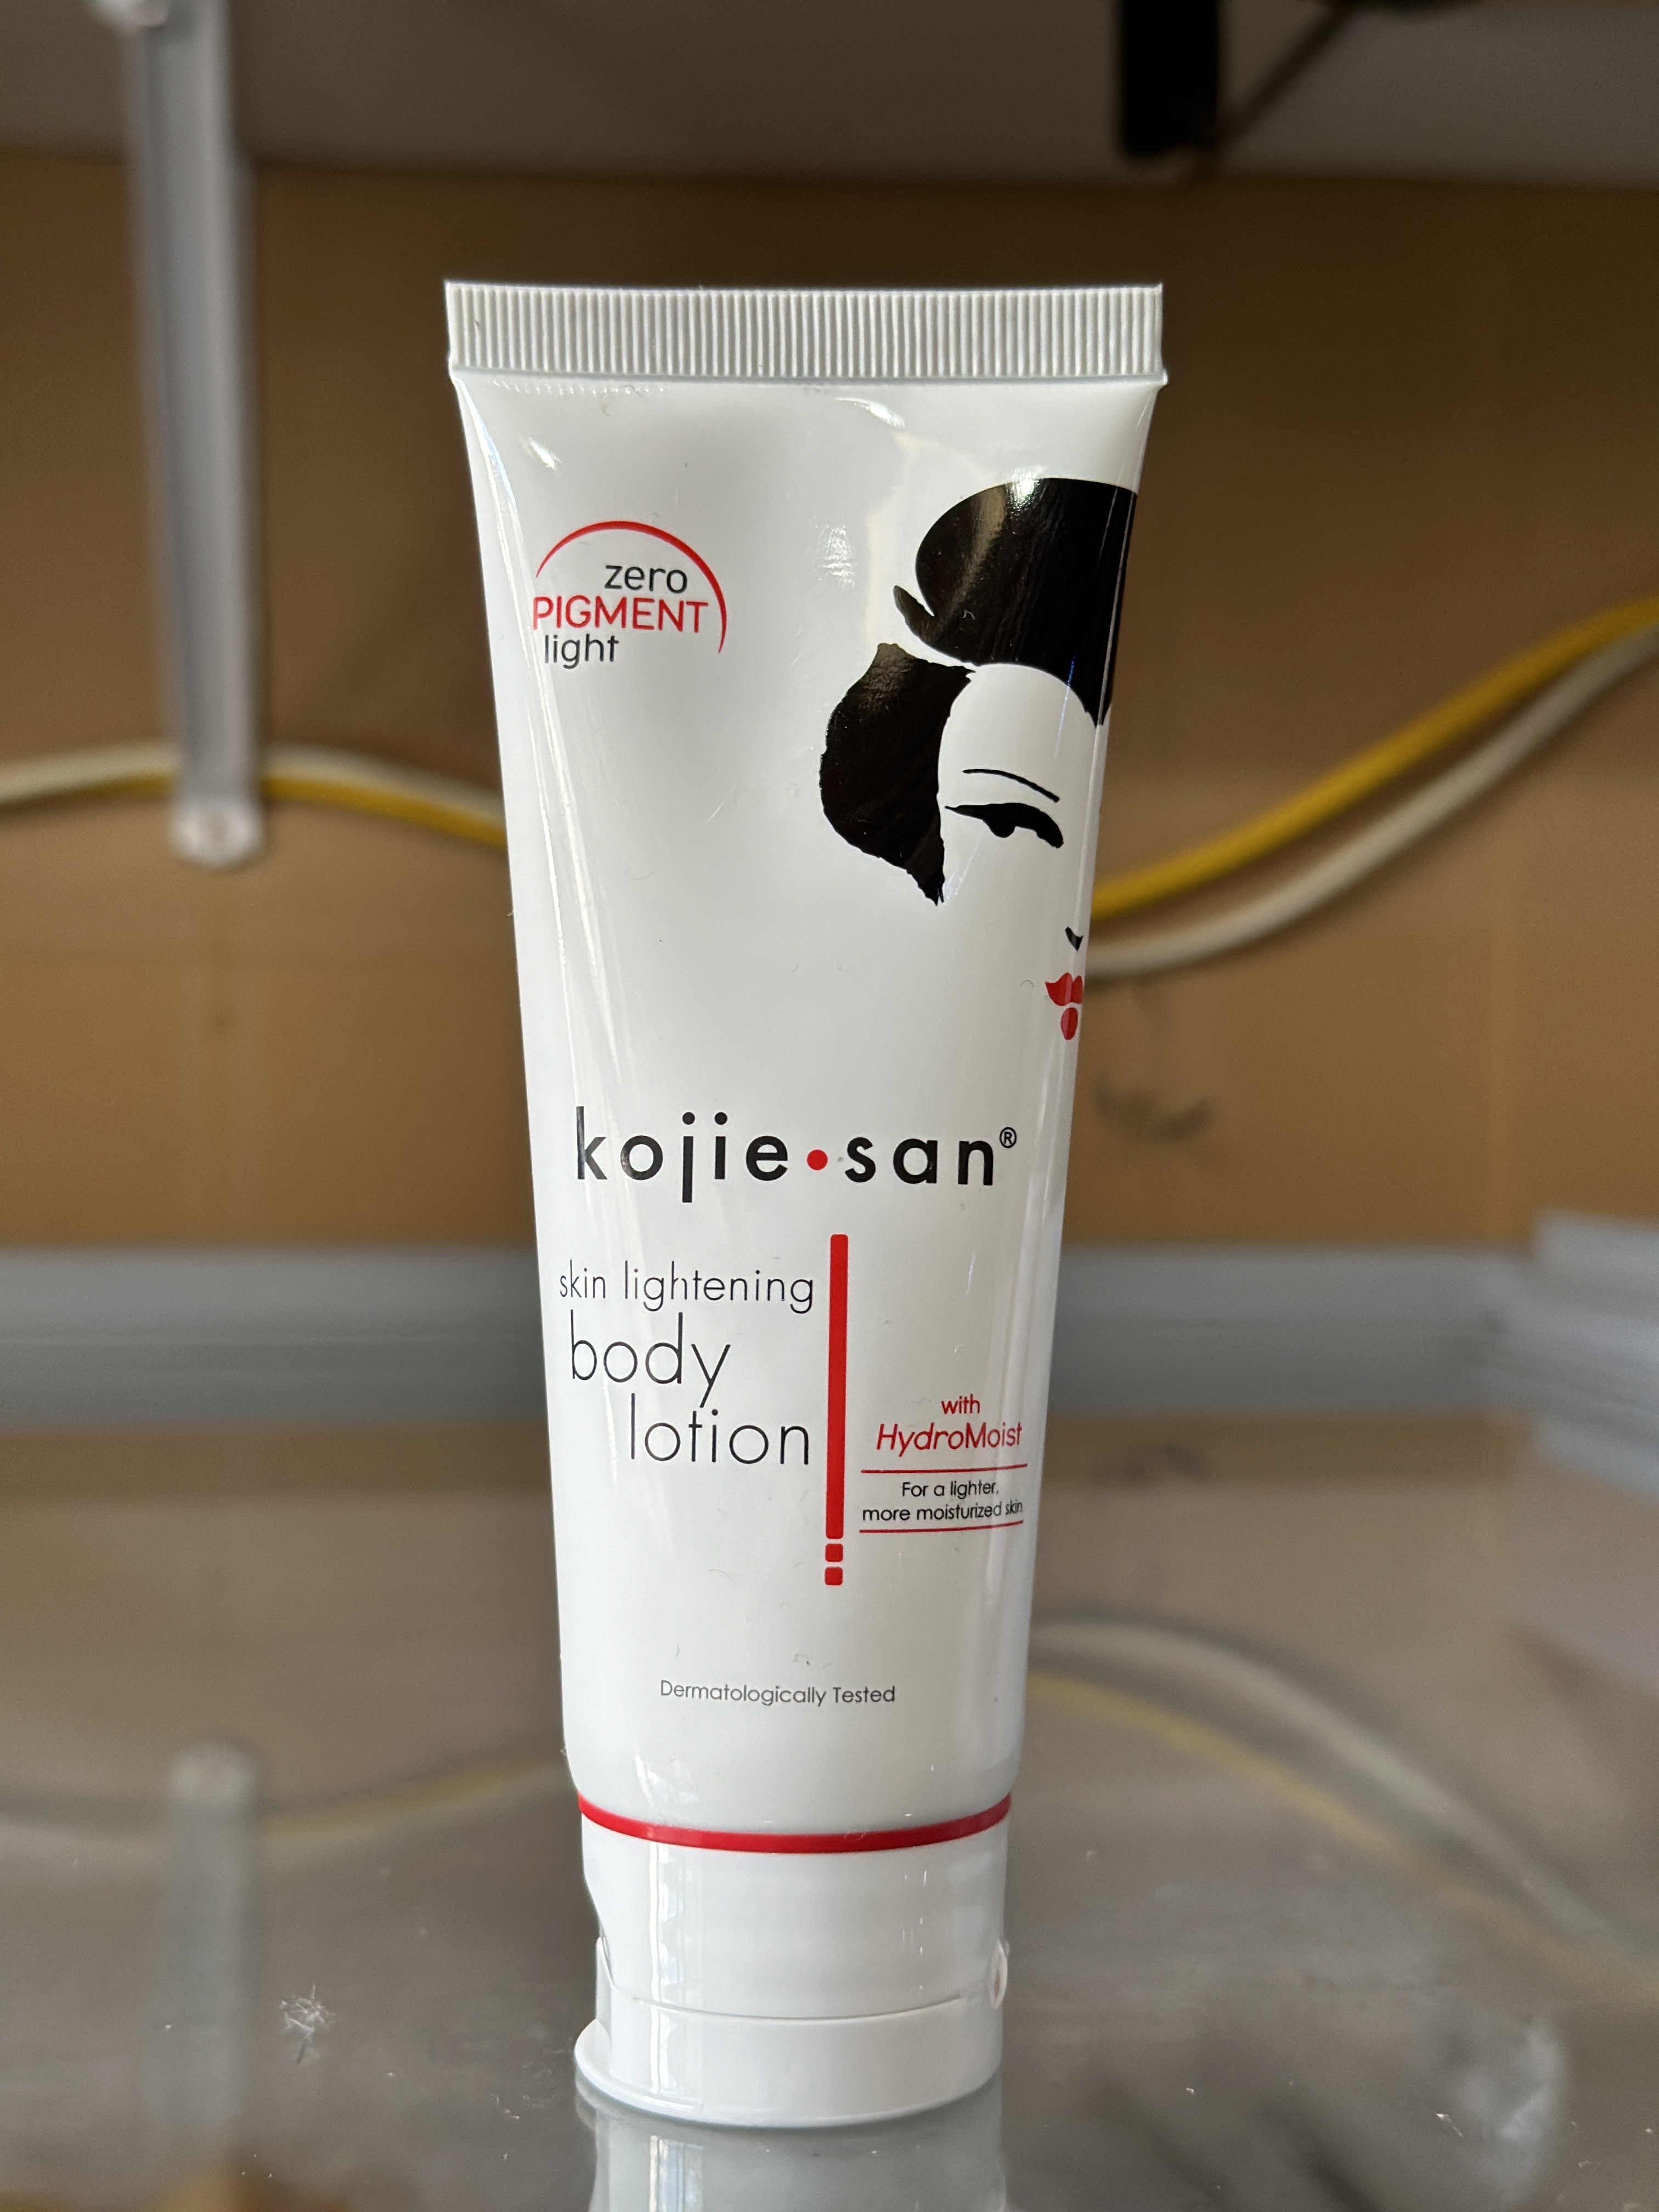 zero
PIGMENT
light
kojie•san®
skin lightening
body
lotion
with
HydroMoist
For a lighter,
more moisturized skin
Dermatologically Tested